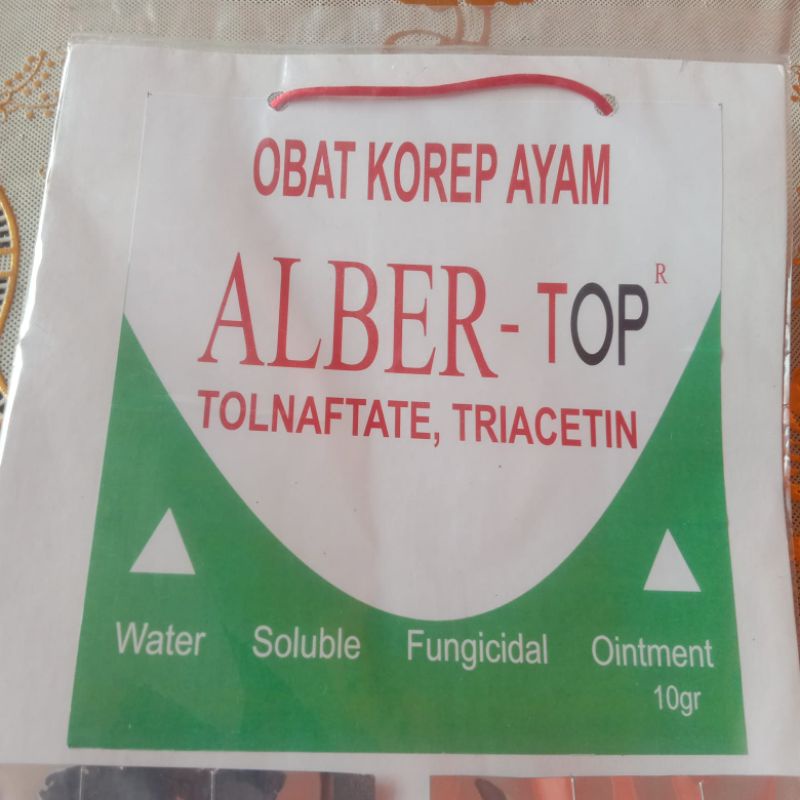 OBAT KOREP AYAM
ALBER - TOP R
TOLNAFTATE, TRIACETIN
Water Soluble Fungicidal Ointment
10gr